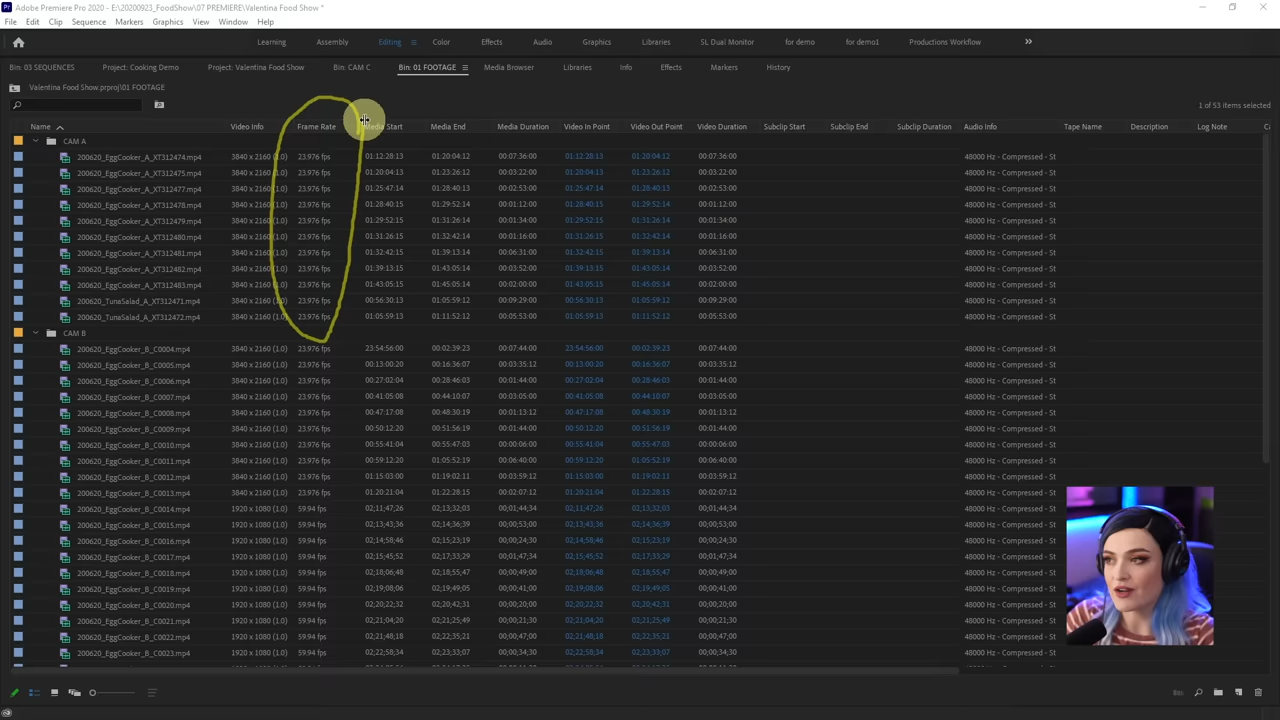 Adobe Premiere Pro 2020 - E:\20200923_FoodShow\07 PREMIERE\Valentina Food Show *
File Edit Clip Sequence Markers Graphics View Window Help
Learning Assembly Editing Color Effects Audio Graphics Libraries SL Dual Monitor for demo for demo1 Productions Workflow
Bin: 03 SEQUENCES Project: Cooking Demo Project: Valentina Food Show Bin: CAM C Bin: 01 FOOTAGE Media Browser Libraries Info Effects Markers History
Valentina Food Show.prproj\01 FOOTAGE
1 of 53 items selected
Name Video Info Frame Rate Media Start Media End Media Duration Video In Point Video Out Point Video Duration Subclip Start Subclip End Subclip Duration Audio Info Tape Name Description Log Note
CAM A
200620_EggCooker_A_XT312474.mp4 3840 x 2160 (1.0) 23.976 fps 01:12:28:13 01:20:04:12 00:07:36:00 01:12:28:13 01:20:04:12 00:07:36:00 48000 Hz - Compressed - St
200620_EggCooker_A_XT312475.mp4 3840 x 2160 (1.0) 23.976 fps 01:20:04:13 01:23:26:12 00:03:22:00 01:20:04:13 01:23:26:12 00:03:22:00 48000 Hz - Compressed - St
200620_EggCooker_A_XT312477.mp4 3840 x 2160 (1.0) 23.976 fps 01:25:47:14 01:28:40:13 00:02:53:00 01:25:47:14 01:28:40:13 00:02:53:00 48000 Hz - Compressed - St
200620_EggCooker_A_XT312478.mp4 3840 x 2160 (1.0) 23.976 fps 01:28:40:15 01:29:52:14 00:01:12:00 01:28:40:15 01:29:52:14 00:01:12:00 48000 Hz - Compressed - St
200620_EggCooker_A_XT312479.mp4 3840 x 2160 (1.0) 23.976 fps 01:29:52:15 01:31:26:14 00:01:34:00 01:29:52:15 01:31:26:14 00:01:34:00 48000 Hz - Compressed - St
200620_EggCooker_A_XT312480.mp4 3840 x 2160 (1.0) 23.976 fps 01:31:26:15 01:32:42:14 00:01:16:00 01:31:26:15 01:32:42:14 00:01:16:00 48000 Hz - Compressed - St
200620_EggCooker_A_XT312481.mp4 3840 x 2160 (1.0) 23.976 fps 01:32:42:15 01:39:13:14 00:06:31:00 01:32:42:15 01:39:13:14 00:06:31:00 48000 Hz - Compressed - St
200620_EggCooker_A_XT312482.mp4 3840 x 2160 (1.0) 23.976 fps 01:39:13:15 01:43:05:14 00:03:52:00 01:39:13:15 01:43:05:14 00:03:52:00 48000 Hz - Compressed - St
200620_EggCooker_A_XT312483.mp4 3840 x 2160 (1.0) 23.976 fps 01:43:05:15 01:45:05:14 00:02:00:00 01:43:05:15 01:45:05:14 00:02:00:00 48000 Hz - Compressed - St
200620_TunaSalad_A_XT312471.mp4 3840 x 2160 (1.0) 23.976 fps 00:56:30:13 01:05:59:12 00:09:29:00 00:56:30:13 01:05:59:12 00:09:29:00 48000 Hz - Compressed - St
200620_TunaSalad_A_XT312472.mp4 3840 x 2160 (1.0) 23.976 fps 01:05:59:13 01:11:52:12 00:05:53:00 01:05:59:13 01:11:52:12 00:05:53:00 48000 Hz - Compressed - St
CAM B
200620_EggCooker_B_C0004.mp4 3840 x 2160 (1.0) 23.976 fps 23:54:56:00 00:02:39:23 00:07:44:00 23:54:56:00 00:02:39:23 00:07:44:00 48000 Hz - Compressed - St
200620_EggCooker_B_C0005.mp4 3840 x 2160 (1.0) 23.976 fps 00:13:00:20 00:16:36:07 00:03:35:12 00:13:00:20 00:16:36:07 00:03:35:12 48000 Hz - Compressed - St
200620_EggCooker_B_C0006.mp4 3840 x 2160 (1.0) 23.976 fps 00:27:02:04 00:28:46:03 00:01:44:00 00:27:02:04 00:28:46:03 00:01:44:00 48000 Hz - Compressed - St
200620_EggCooker_B_C0007.mp4 3840 x 2160 (1.0) 23.976 fps 00:41:05:08 00:44:10:07 00:03:05:00 00:41:05:08 00:44:10:07 00:03:05:00 48000 Hz - Compressed - St
200620_EggCooker_B_C0008.mp4 3840 x 2160 (1.0) 23.976 fps 00:47:17:08 00:48:30:19 00:01:13:12 00:47:17:08 00:48:30:19 00:01:13:12 48000 Hz - Compressed - St
200620_EggCooker_B_C0009.mp4 3840 x 2160 (1.0) 23.976 fps 00:50:12:20 00:51:56:19 00:01:44:00 00:50:12:20 00:51:56:19 00:01:44:00 48000 Hz - Compressed - St
200620_EggCooker_B_C0010.mp4 3840 x 2160 (1.0) 23.976 fps 00:55:41:04 00:55:47:03 00:00:06:00 00:55:41:04 00:55:47:03 00:00:06:00 48000 Hz - Compressed - St
200620_EggCooker_B_C0011.mp4 3840 x 2160 (1.0) 23.976 fps 00:59:12:20 01:05:52:19 00:06:40:00 00:59:12:20 01:05:52:19 00:06:40:00 48000 Hz - Compressed - St
200620_EggCooker_B_C0012.mp4 3840 x 2160 (1.0) 23.976 fps 01:15:03:00 01:19:02:11 00:03:59:12 01:15:03:00 01:19:02:11 00:03:59:12 48000 Hz - Compressed - St
200620_EggCooker_B_C0013.mp4 3840 x 2160 (1.0) 23.976 fps 01:20:21:04 01:22:28:15 00:02:07:12 01:20:21:04 01:22:28:15 00:02:07:12 48000 Hz - Compressed - St
200620_EggCooker_B_C0014.mp4 1920 x 1080 (1.0) 59.94 fps 02;11;47;26 02;13;32;03 00;01;44;34 02;11;47;26 02;13;32;03 00;01;44;34
200620_EggCooker_B_C0015.mp4 1920 x 1080 (1.0) 59.94 fps 02;13;43;36 02;14;36;39 00;00;53;00 02;13;43;36 02;14;36;39 00;00;53;00
200620_EggCooker_B_C0016.mp4 1920 x 1080 (1.0) 59.94 fps 02;14;58;46 02;15;23;19 00;00;24;30 02;14;58;46 02;15;23;19 00;00;24;30
200620_EggCooker_B_C0017.mp4 1920 x 1080 (1.0) 59.94 fps 02;15;45;52 02;17;33;29 00;01;47;34 02;15;45;52 02;17;33;29 00;01;47;34
200620_EggCooker_B_C0018.mp4 1920 x 1080 (1.0) 59.94 fps 02;18;06;48 02;18;55;47 00;00;49;00 02;18;06;48 02;18;55;47 00;00;49;00
200620_EggCooker_B_C0019.mp4 1920 x 1080 (1.0) 59.94 fps 02;19;08;06 02;19;49;05 00;00;41;00 02;19;08;06 02;19;49;05 00;00;41;00
200620_EggCooker_B_C0020.mp4 1920 x 1080 (1.0) 59.94 fps 02;20;22;32 02;20;42;31 00;00;20;00 02;20;22;32 02;20;42;31 00;00;20;00
200620_EggCooker_B_C0021.mp4 1920 x 1080 (1.0) 59.94 fps 02;21;04;20 02;21;25;49 00;00;21;30 02;21;04;20 02;21;25;49 00;00;21;30
200620_EggCooker_B_C0022.mp4 1920 x 1080 (1.0) 59.94 fps 02;21;48;18 02;22;35;21 00;00;47;00 02;21;48;18 02;22;35;21 00;00;47;00
200620_EggCooker_B_C0023.mp4 1920 x 1080 (1.0) 59.94 fps 02;22;58;34 02;23;33;07 00;00;34;30 02;22;58;34 02;23;33;07 00;00;34;30 48000 Hz - Compressed - St